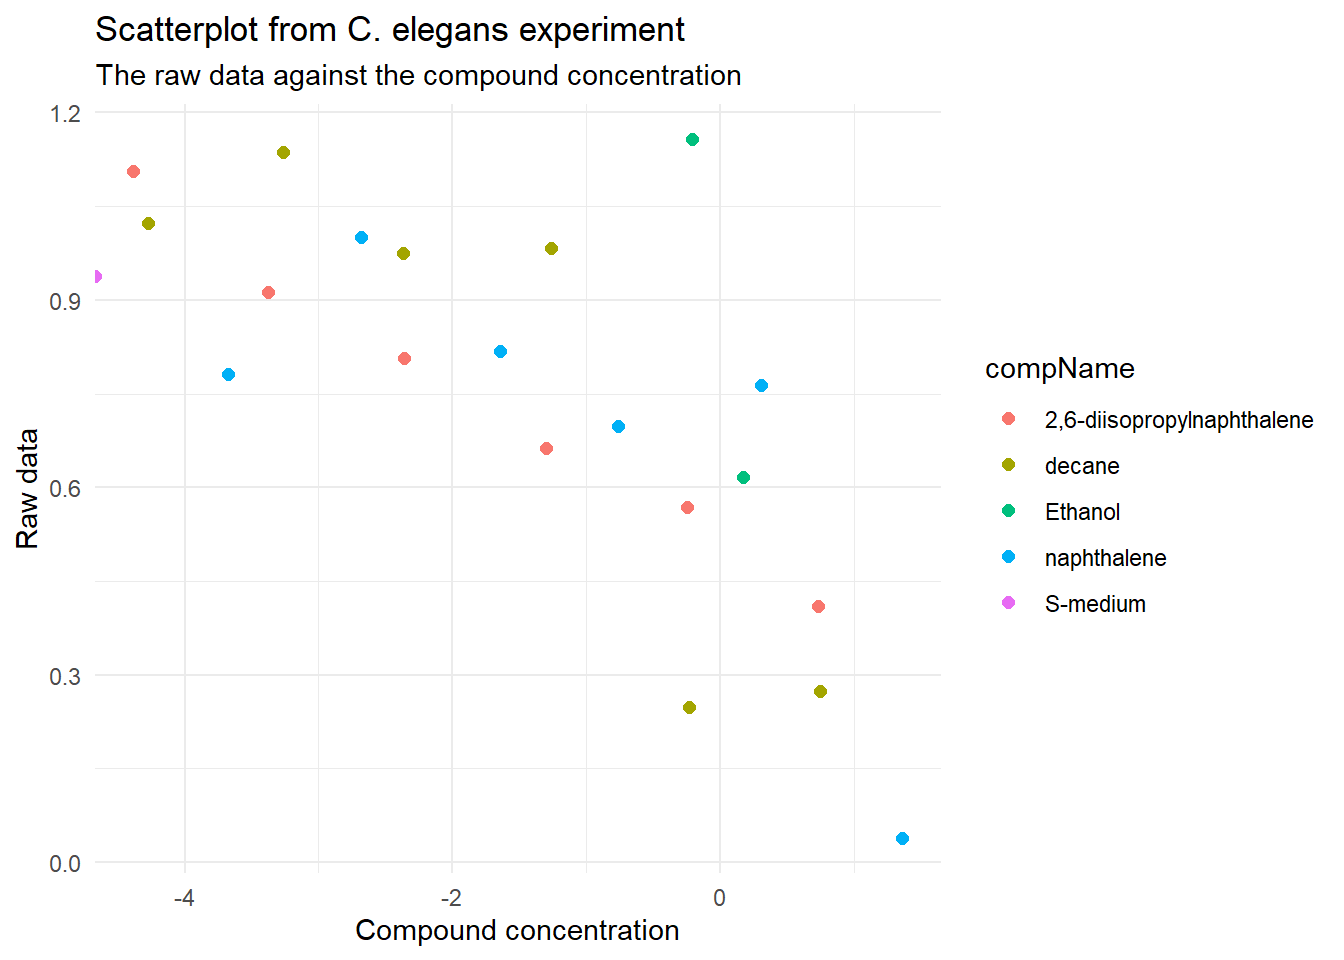 Scatterplot from C. elegans experiment
The raw data against the compound concentration
1.2
0.9
0.6
0.3
0.0
Raw data
-4
-2
0
Compound concentration
compName
2,6-diisopropylnaphthalene
decane
Ethanol
naphthalene
S-medium